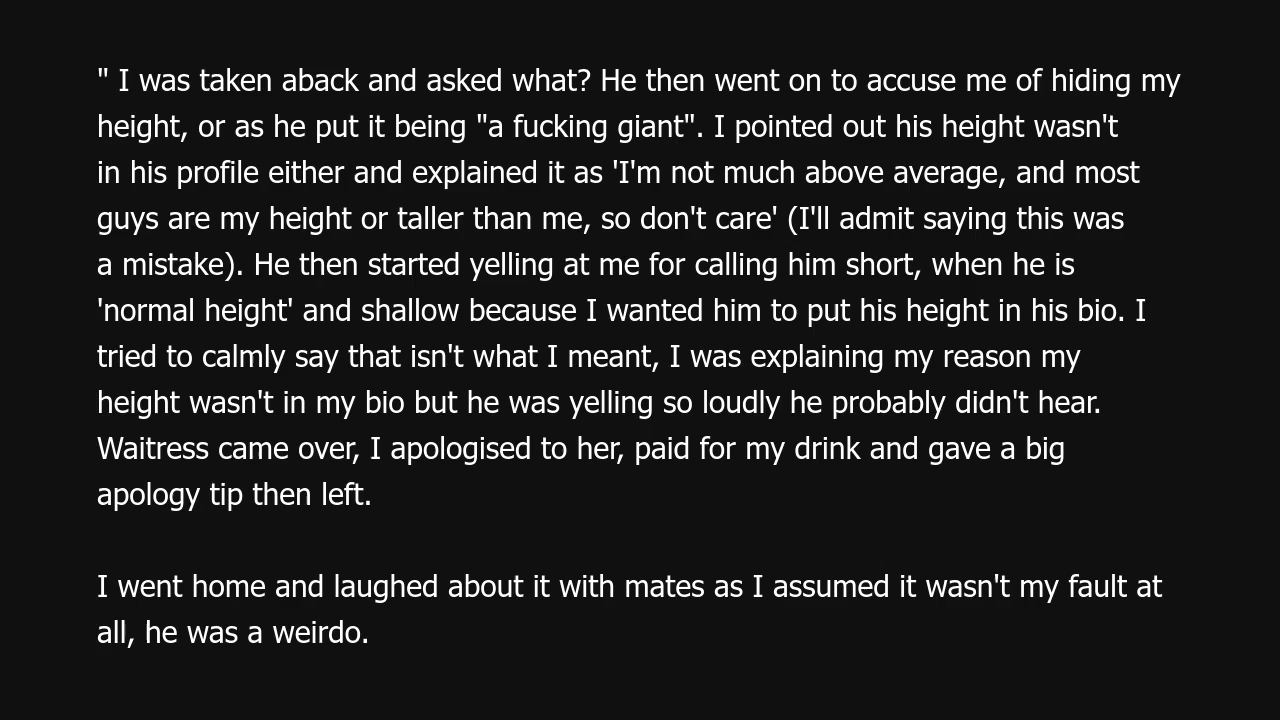 " I was taken aback and asked what? He then went on to accuse me of hiding my
height, or as he put it being "a fucking giant". I pointed out his height wasn't
in his profile either and explained it as 'I'm not much above average, and most
guys are my height or taller than me, so don't care' (I'll admit saying this was
a mistake). He then started yelling at me for calling him short, when he is
'normal height' and shallow because I wanted him to put his height in his bio. I
tried to calmly say that isn't what I meant, I was explaining my reason my
height wasn't in my bio but he was yelling so loudly he probably didn't hear.
Waitress came over, I apologised to her, paid for my drink and gave a big
apology tip then left.
I went home and laughed about it with mates as I assumed it wasn't my fault at
all, he was a weirdo.